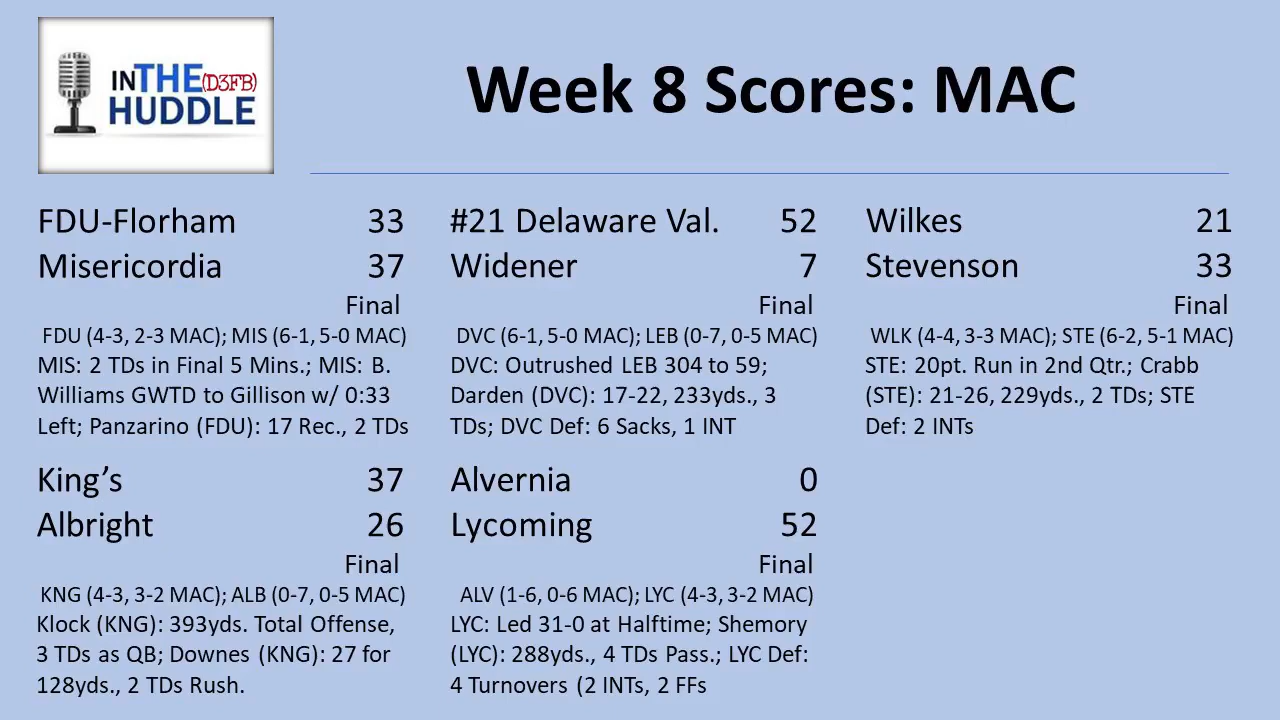 INTHE(D3FB)
HUDDLE
Week 8 Scores: MAC
FDU-Florham 33
Misericordia 37
Final
FDU (4-3, 2-3 MAC); MIS (6-1, 5-0 MAC)
MIS: 2 TDs in Final 5 Mins.; MIS: B.
Williams GWTD to Gillison w/ 0:33
Left; Panzarino (FDU): 17 Rec., 2 TDs
#21 Delaware Val. 52
Widener 7
Final
DVC (6-1, 5-0 MAC); LEB (0-7, 0-5 MAC)
DVC: Outrushed LEB 304 to 59;
Darden (DVC): 17-22, 233yds., 3
TDs; DVC Def: 6 Sacks, 1 INT
Wilkes 21
Stevenson 33
Final
WLK (4-4, 3-3 MAC); STE (6-2, 5-1 MAC)
STE: 20pt. Run in 2nd Qtr.; Crabb
(STE): 21-26, 229yds., 2 TDs; STE
Def: 2 INTs
King’s 37
Albright 26
Final
KNG (4-3, 3-2 MAC); ALB (0-7, 0-5 MAC)
Klock (KNG): 393yds. Total Offense,
3 TDs as QB; Downes (KNG): 27 for
128yds., 2 TDs Rush.
Alvernia 0
Lycoming 52
Final
ALV (1-6, 0-6 MAC); LYC (4-3, 3-2 MAC)
LYC: Led 31-0 at Halftime; Shemory
(LYC): 288yds., 4 TDs Pass.; LYC Def:
4 Turnovers (2 INTs, 2 FFs